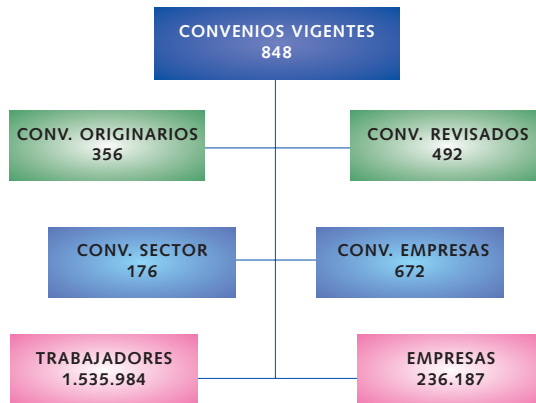 CONVENIOS VIGENTES
848
CONV. ORIGINARIOS
356
CONV. REVISADOS
492
CONV. SECTOR
176
CONV. EMPRESAS
672
TRABAJADORES
1.535.984
EMPRESAS
236.187